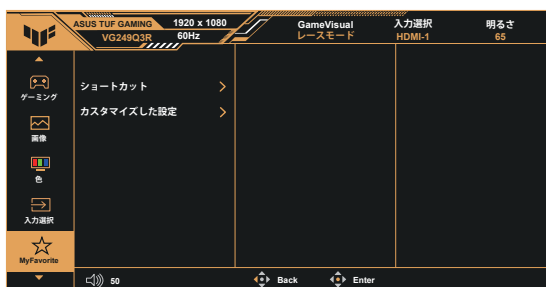 ASUS TUF GAMING 1920 x 1080 GameVisual 入力選択 明るさ
VG249Q3R 60Hz レースモード HDMI-1 65
ゲーミング
ショートカット
カスタマイズした設定
画像
色
入力選択
MyFavorite
50 Back Enter